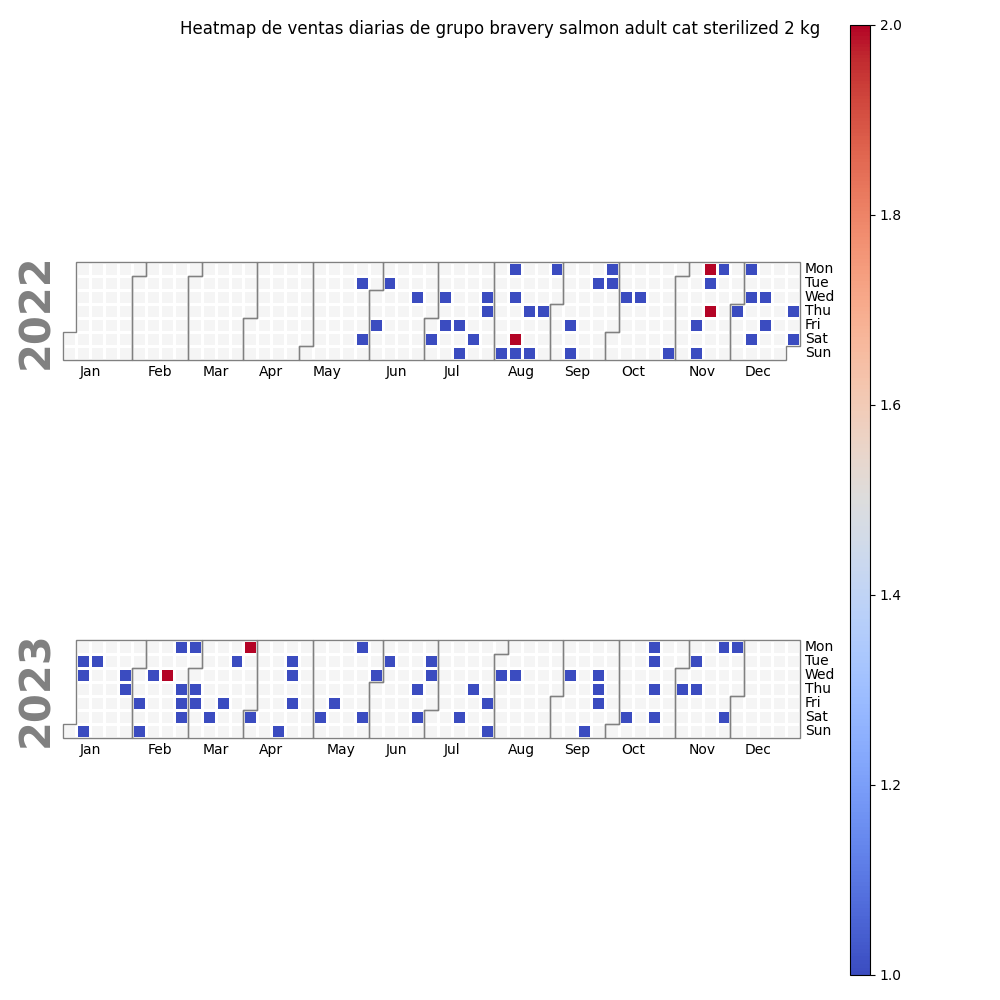 Heatmap de ventas diarias de grupo bravery salmon adult cat sterilized 2 kg
2.0
1.8
1.6
1.4
1.2
1.0
2022
Mon
Tue
Wed
Thu
Fri
Sat
Sun
Jan Feb Mar Apr May Jun Jul Aug Sep Oct Nov Dec
2023
Mon
Tue
Wed
Thu
Fri
Sat
Sun
Jan Feb Mar Apr May Jun Jul Aug Sep Oct Nov Dec